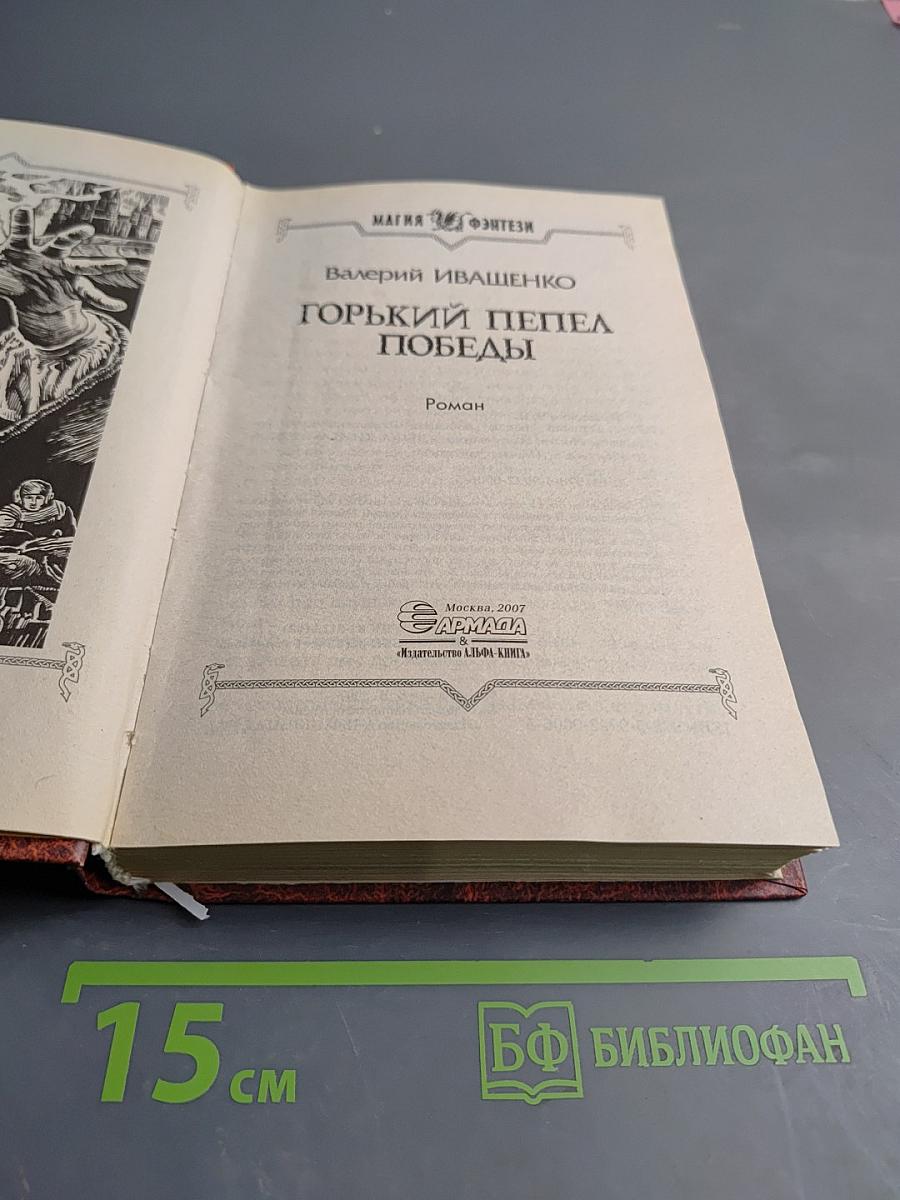 МАГИЯ ФЭНТЕЗИ
Валерий ИВАЩЕНКО
ГОРЬКИЙ ПЕПЕЛ
ПОБЕДЫ
Роман
Москва, 2007
АРМАДА
&
«Издательство АЛЬФА-КНИГА»
15 см
БФ БИБЛИОФАН